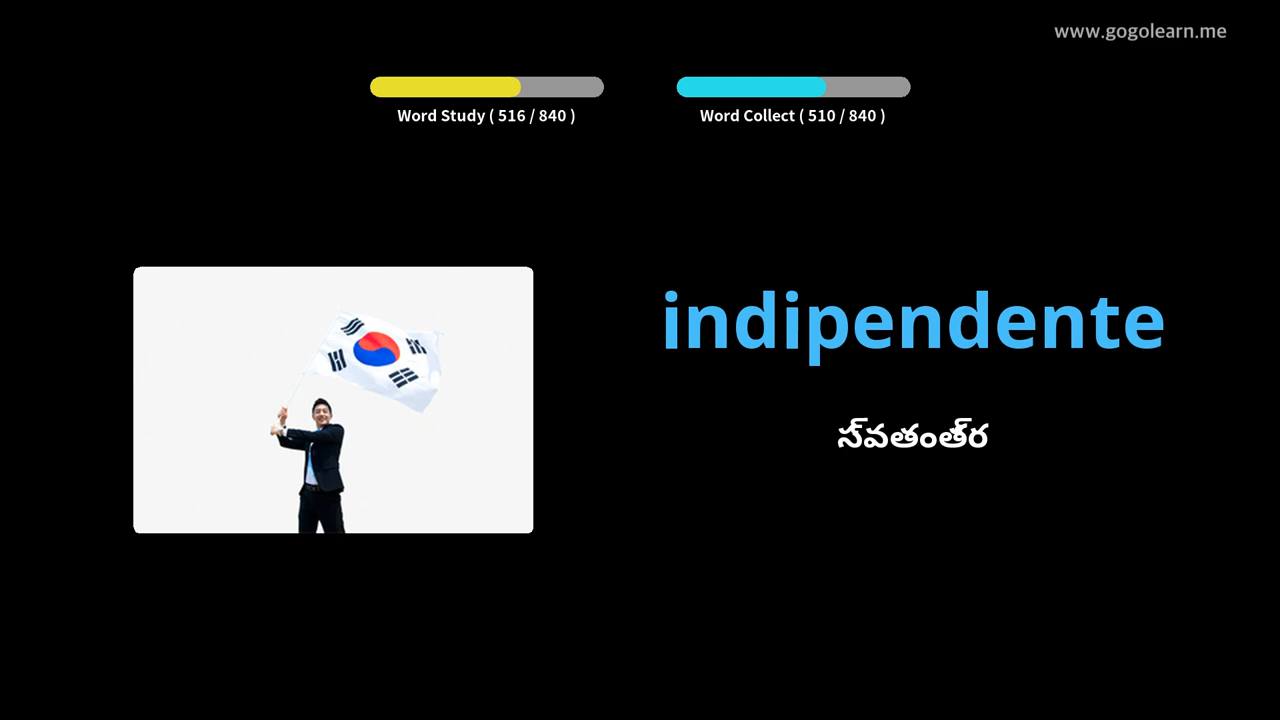 www.gogolearn.me
Word Study ( 516 / 840 )
Word Collect ( 510 / 840 )
indipendente
స్వతంత్ర